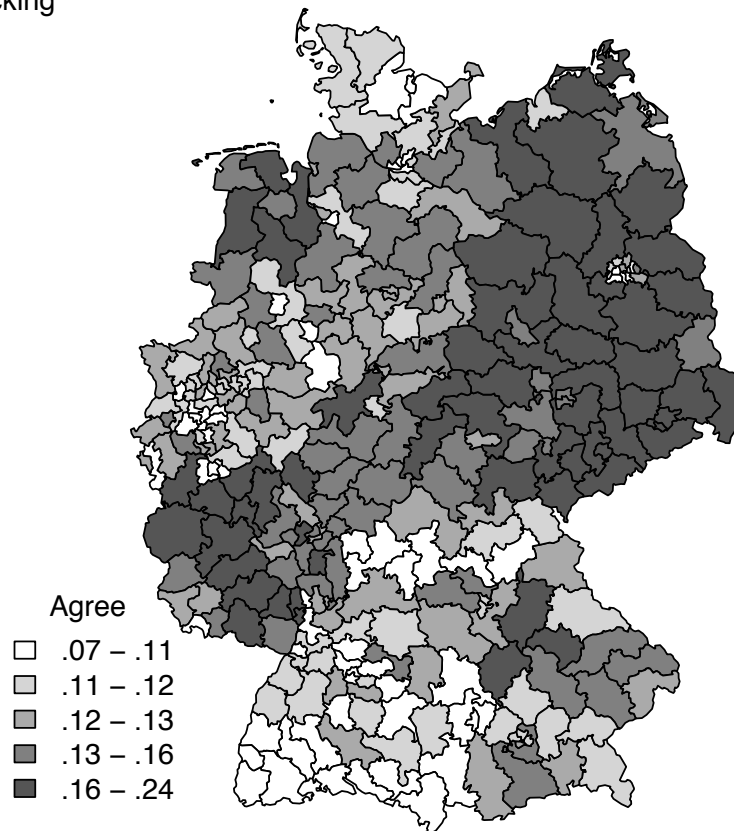 Agree
.07 – .11
.11 – .12
.12 – .13
.13 – .16
.16 – .24